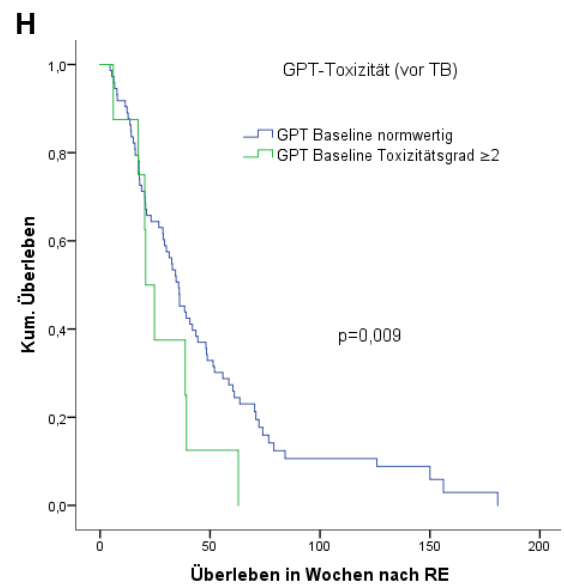 H
GPT-Toxizität (vor TB)
GPT Baseline normwertig
GPT Baseline Toxizitätsgrad ≥2
p=0,009
Kum. Überleben
1,0
0,8
0,6
0,4
0,2
0,0
0 50 100 150 200
Überleben in Wochen nach RE